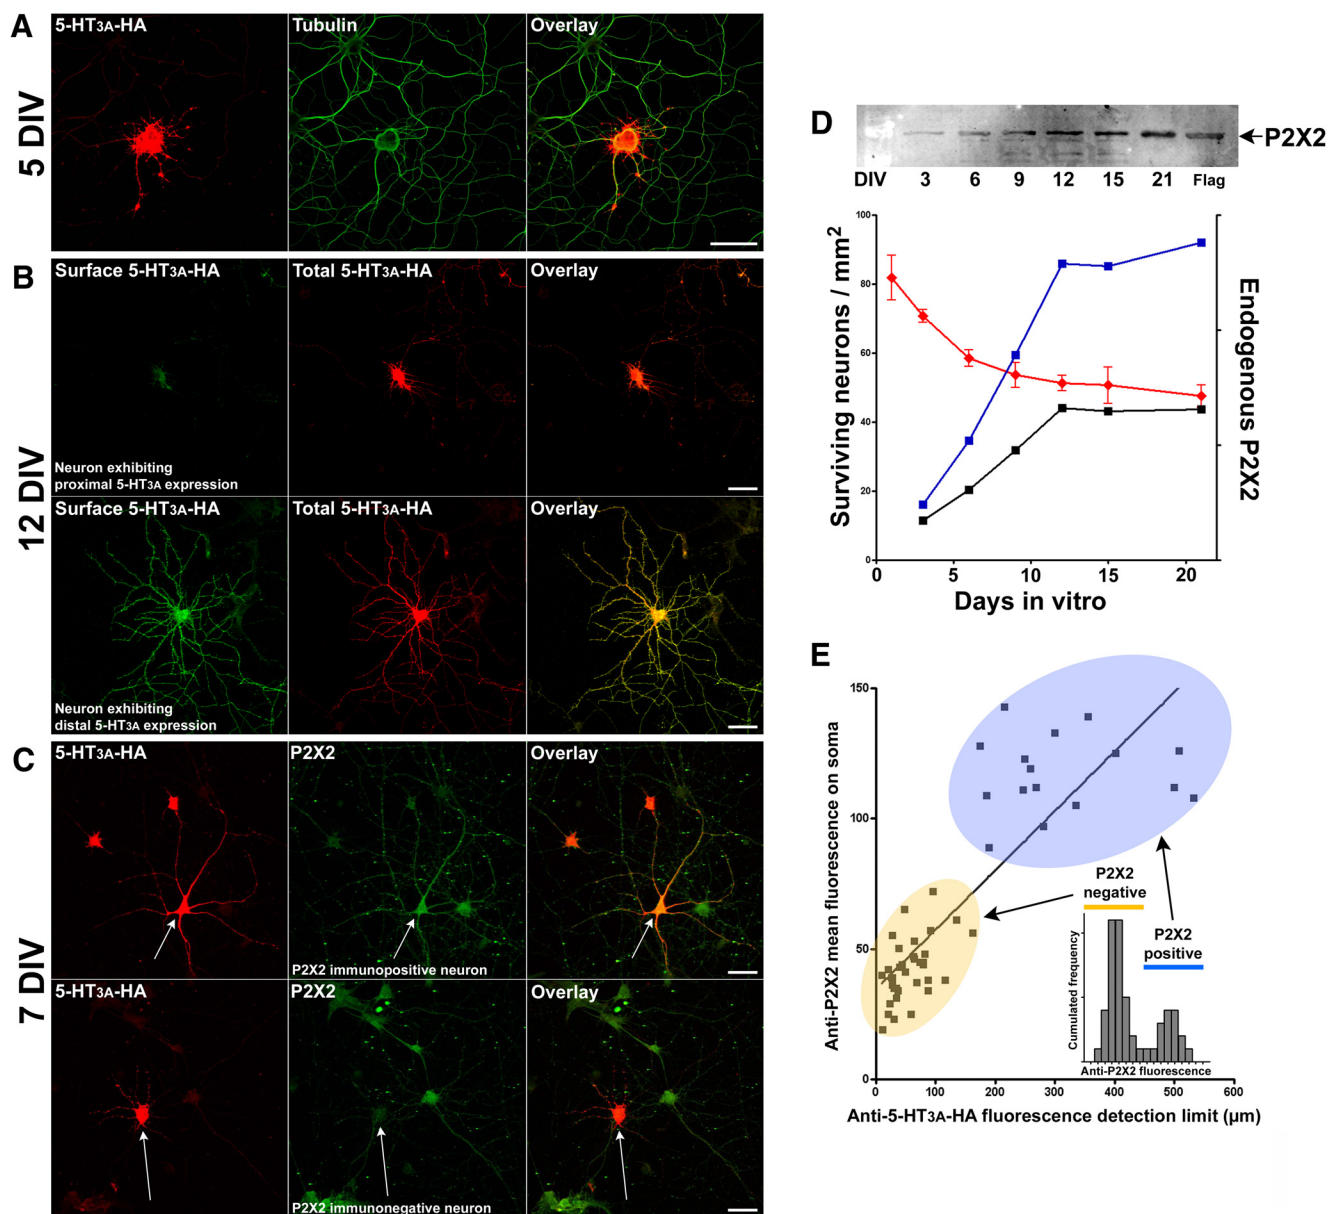 A
5 DIV
5-HT3A-HA
Tubulin
Overlay
B
12 DIV
Surface 5-HT3A-HA
Total 5-HT3A-HA
Overlay
Neuron exhibiting
proximal 5-HT3A expression
Surface 5-HT3A-HA
Total 5-HT3A-HA
Overlay
Neuron exhibiting
distal 5-HT3A expression
C
7 DIV
5-HT3A-HA
P2X2
Overlay
P2X2 immunopositive neuron
5-HT3A-HA
P2X2
Overlay
P2X2 immunonegative neuron
D
P2X2
DIV 3 6 9 12 15 21 Flag
Surviving neurons / mm2
100
80
60
40
20
0
0 5 10 15 20
Days in vitro
Endogenous P2X2
E
Anti-P2X2 mean fluorescence on soma
150
100
50
0
0 100 200 300 400 500 600
Anti-5-HT3A-HA fluorescence detection limit (µm)
P2X2
negative
P2X2
positive
Cumulated frequency
Anti-P2X2 fluorescence